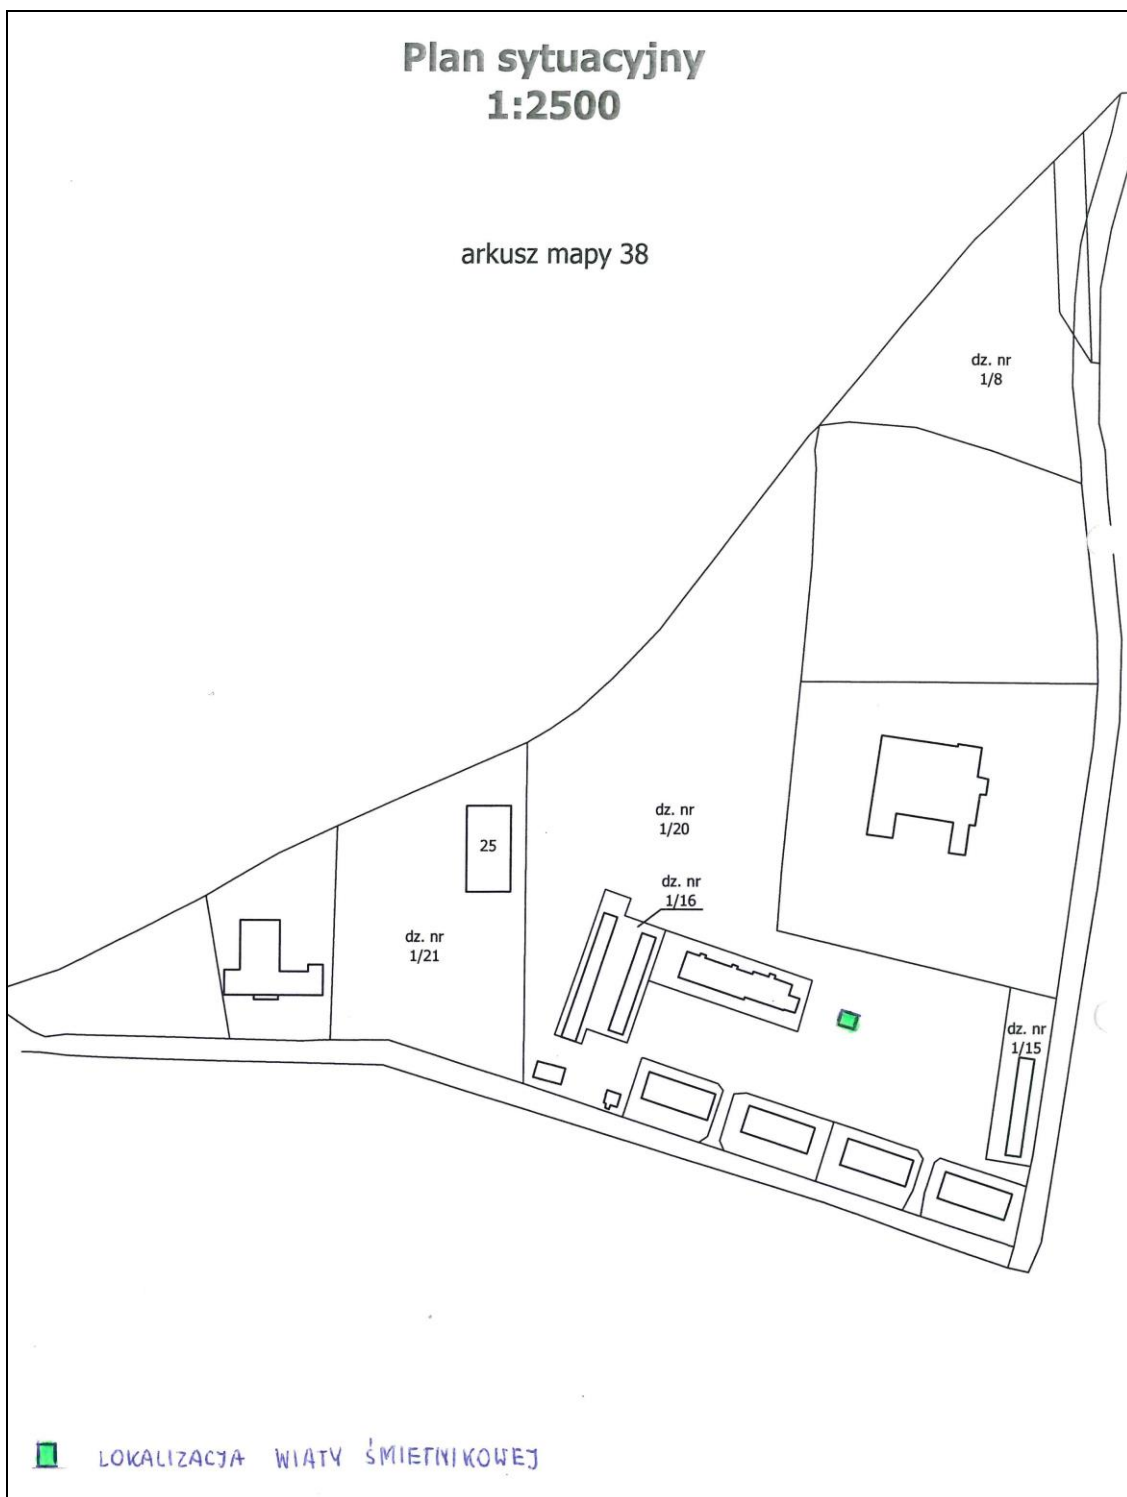 Plan sytuacyjny
1:2500
arkusz mapy 38
dz. nr
1/8
dz. nr
1/20
25
dz. nr
1/16
dz. nr
1/21
dz. nr
1/15
LOKALIZACJA WIATY ŚMIETNIKOWEJ